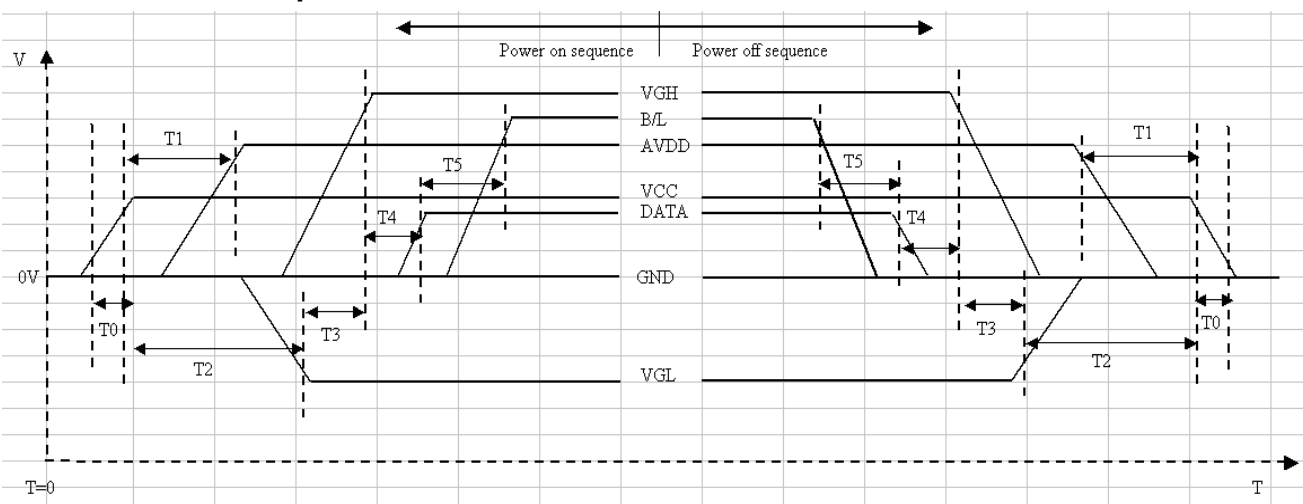 Power on sequence
Power off sequence
V
VGH
B/L
T1
T1
AVDD
T5
T5
VCC
DATA
T4
T4
0V
GND
T0
T3
T3
T0
T2
T2
VGL
T=0
T